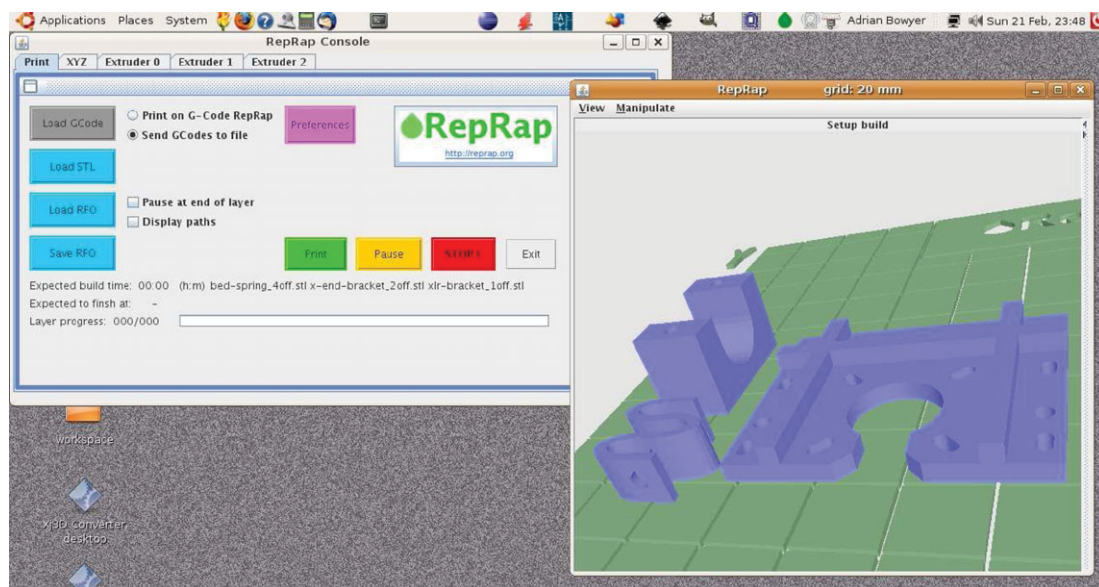 Applications Places System
Adrian Bowyer
Sun 21 Feb, 23:48
RepRap Console
Print XYZ Extruder 0 Extruder 1 Extruder 2
Load GCode
Print on G-Code RepRap
Send GCodes to file
Preferences
RepRap
http://reprap.org
Load STL
Load RFO
Pause at end of layer
Display paths
Save RFO
Print
Pause
STOP!
Exit
Expected build time: 00:00 (h:m) bed-spring_4off.stl x-end-bracket_2off.stl xlr-bracket_1off.stl
Expected to finsh at: -
Layer progress: 000/000
RepRap grid: 20 mm
View Manipulate
Setup build
workspace
Xj3D Converter
desktop